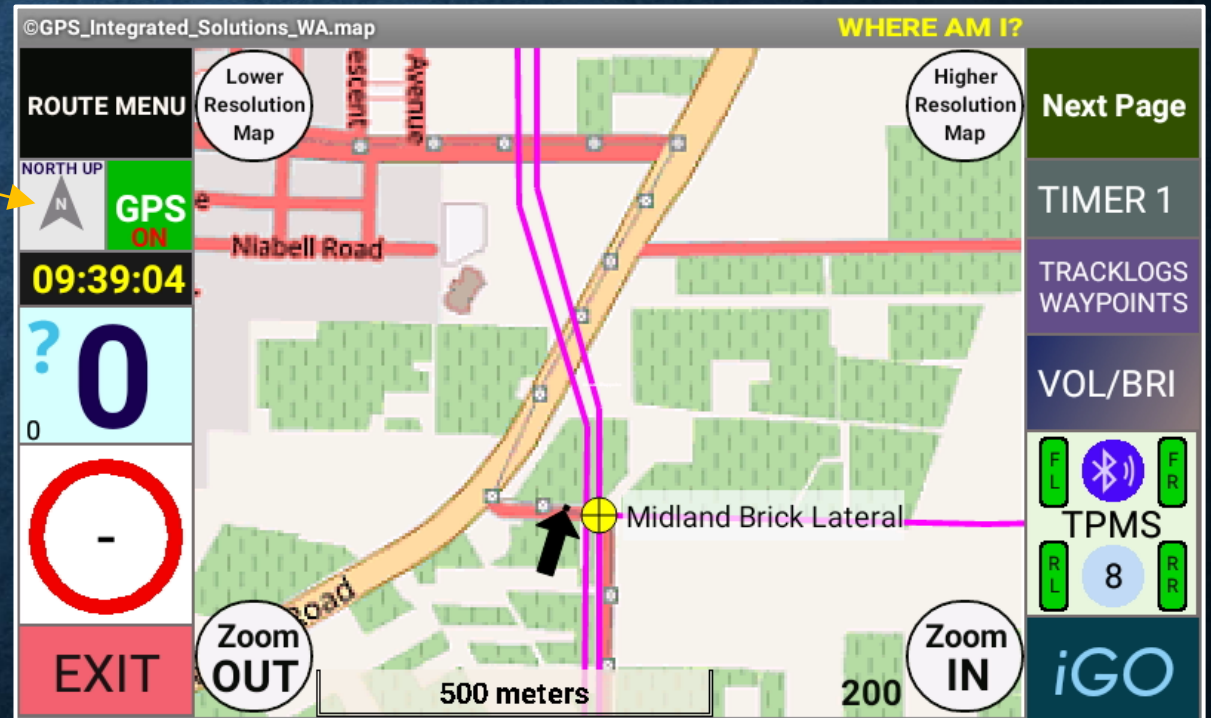 ©GPS_Integrated_Solutions_WA.map
WHERE AM I?
ROUTE MENU
Lower
Resolution
Map
escent
Avenue
Higher
Resolution
Map
Next Page
NORTH UP
N
GPS
ON
e
Niabell Road
TIMER 1
09:39:04
TRACKLOGS
WAYPOINTS
?
0
0
VOL/BRI
-
Midland Brick Lateral
FL
FR
TPMS
RL
8
RR
Road
EXIT
Zoom
OUT
500 meters
200
Zoom
IN
iGO